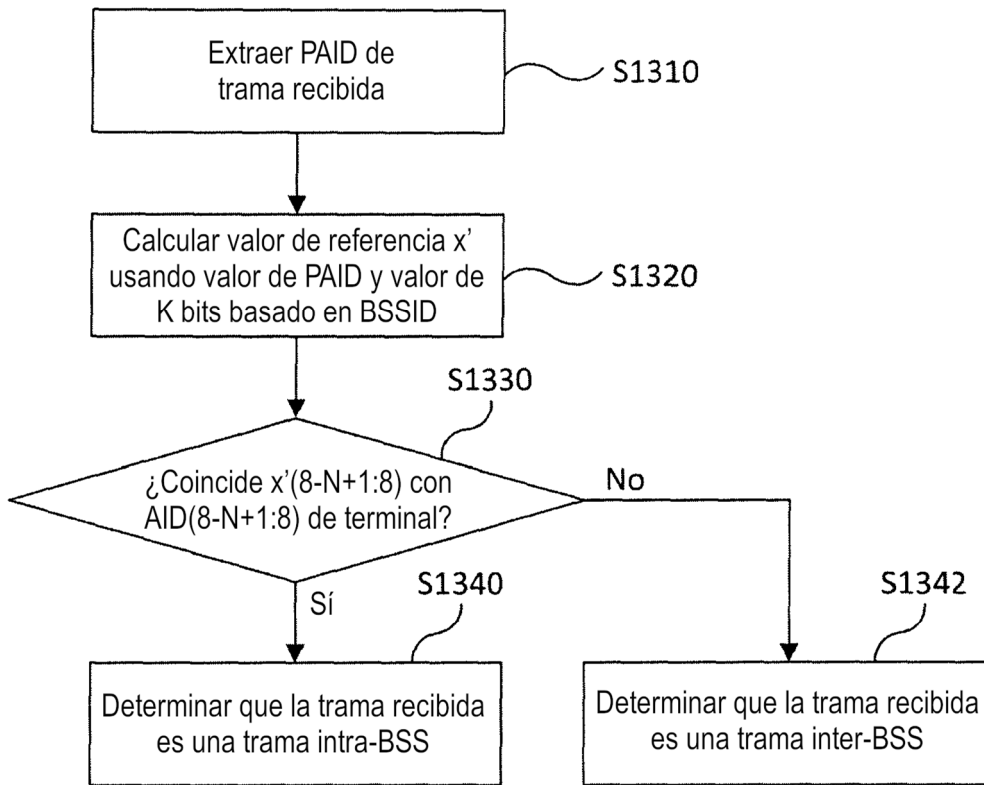 Extraer PAID de
trama recibida
S1310
Calcular valor de referencia x'
usando valor de PAID y valor de
K bits basado en BSSID
S1320
S1330
¿Coincide x'(8-N+1:8) con
AID(8-N+1:8) de terminal?
No
Sí
S1340
S1342
Determinar que la trama recibida
es una trama intra-BSS
Determinar que la trama recibida
es una trama inter-BSS